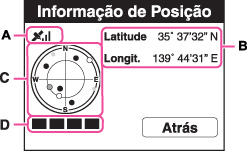 Informação de Posição
A
Latitude 35° 37'32" N
B
Longit. 139° 44'31" E
C
N
W E
S
D
Atrás